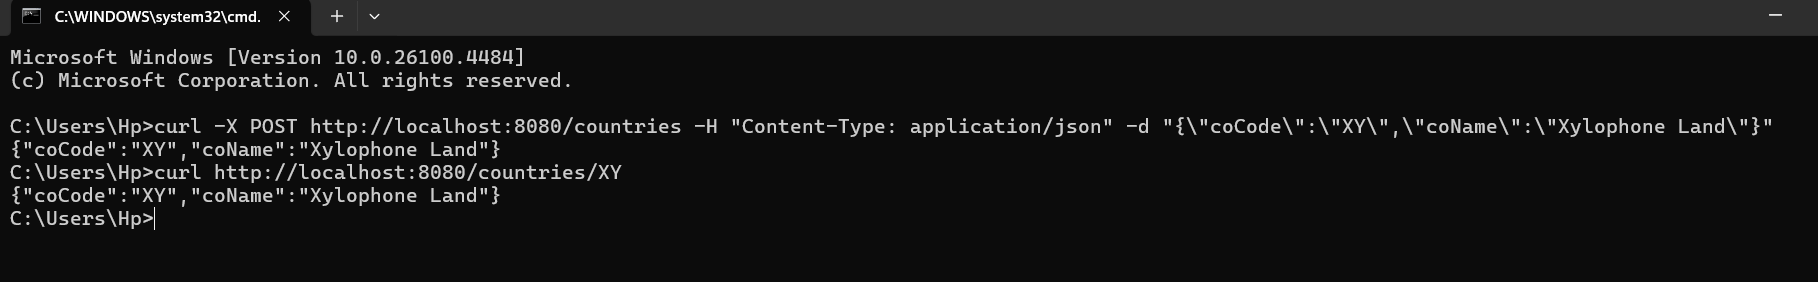 C:\WINDOWS\system32\cmd.
Microsoft Windows [Version 10.0.26100.4484]
(c) Microsoft Corporation. All rights reserved.
C:\Users\Hp>curl -X POST http://localhost:8080/countries -H "Content-Type: application/json" -d "{\"coCode\":\"XY\",\"coName\":\"Xylophone Land\"}"
{"coCode":"XY","coName":"Xylophone Land"}
C:\Users\Hp>curl http://localhost:8080/countries/XY
{"coCode":"XY","coName":"Xylophone Land"}
C:\Users\Hp>